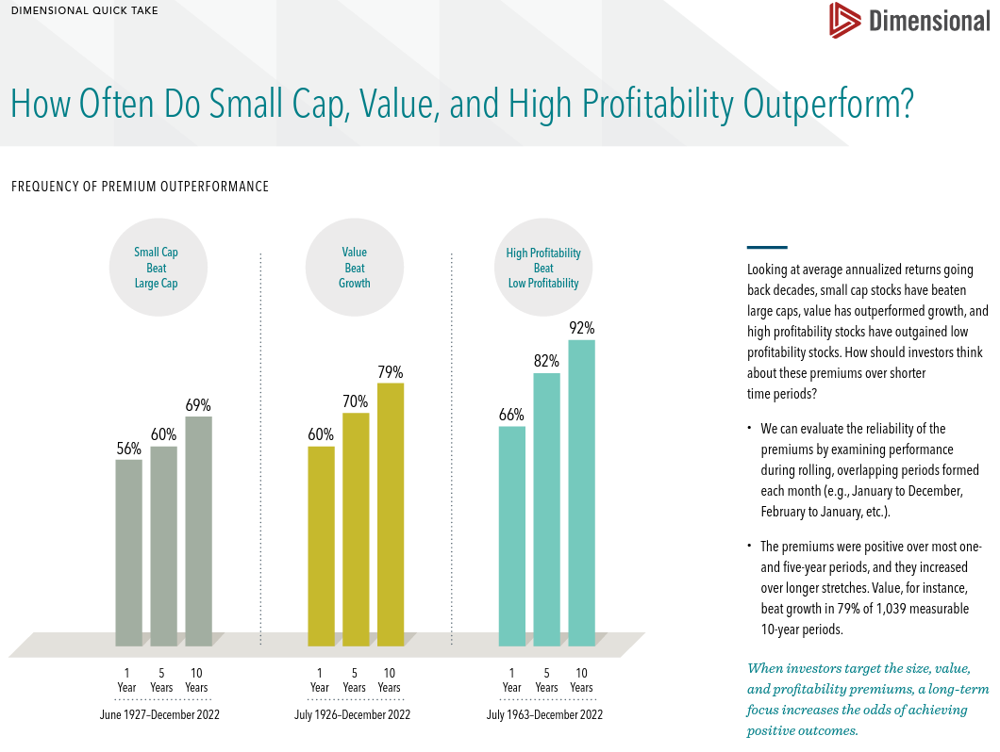 DIMENSIONAL QUICK TAKE
Dimensional
How Often Do Small Cap, Value, and High Profitability Outperform?
FREQUENCY OF PREMIUM OUTPERFORMANCE
Small Cap
Beat
Large Cap
56%
60%
69%
1
Year
5
Years
10
Years
June 1927–December 2022
Value
Beat
Growth
60%
70%
79%
1
Year
5
Years
10
Years
July 1926–December 2022
High Profitability
Beat
Low Profitability
66%
82%
92%
1
Year
5
Years
10
Years
July 1963–December 2022
Looking at average annualized returns going
back decades, small cap stocks have beaten
large caps, value has outperformed growth, and
high profitability stocks have outgained low
profitability stocks. How should investors think
about these premiums over shorter
time periods?
• We can evaluate the reliability of the
premiums by examining performance
during rolling, overlapping periods formed
each month (e.g., January to December,
February to January, etc.).
• The premiums were positive over most one-
and five-year periods, and they increased
over longer stretches. Value, for instance,
beat growth in 79% of 1,039 measurable
10-year periods.
When investors target the size, value,
and profitability premiums, a long-term
focus increases the odds of achieving
positive outcomes.